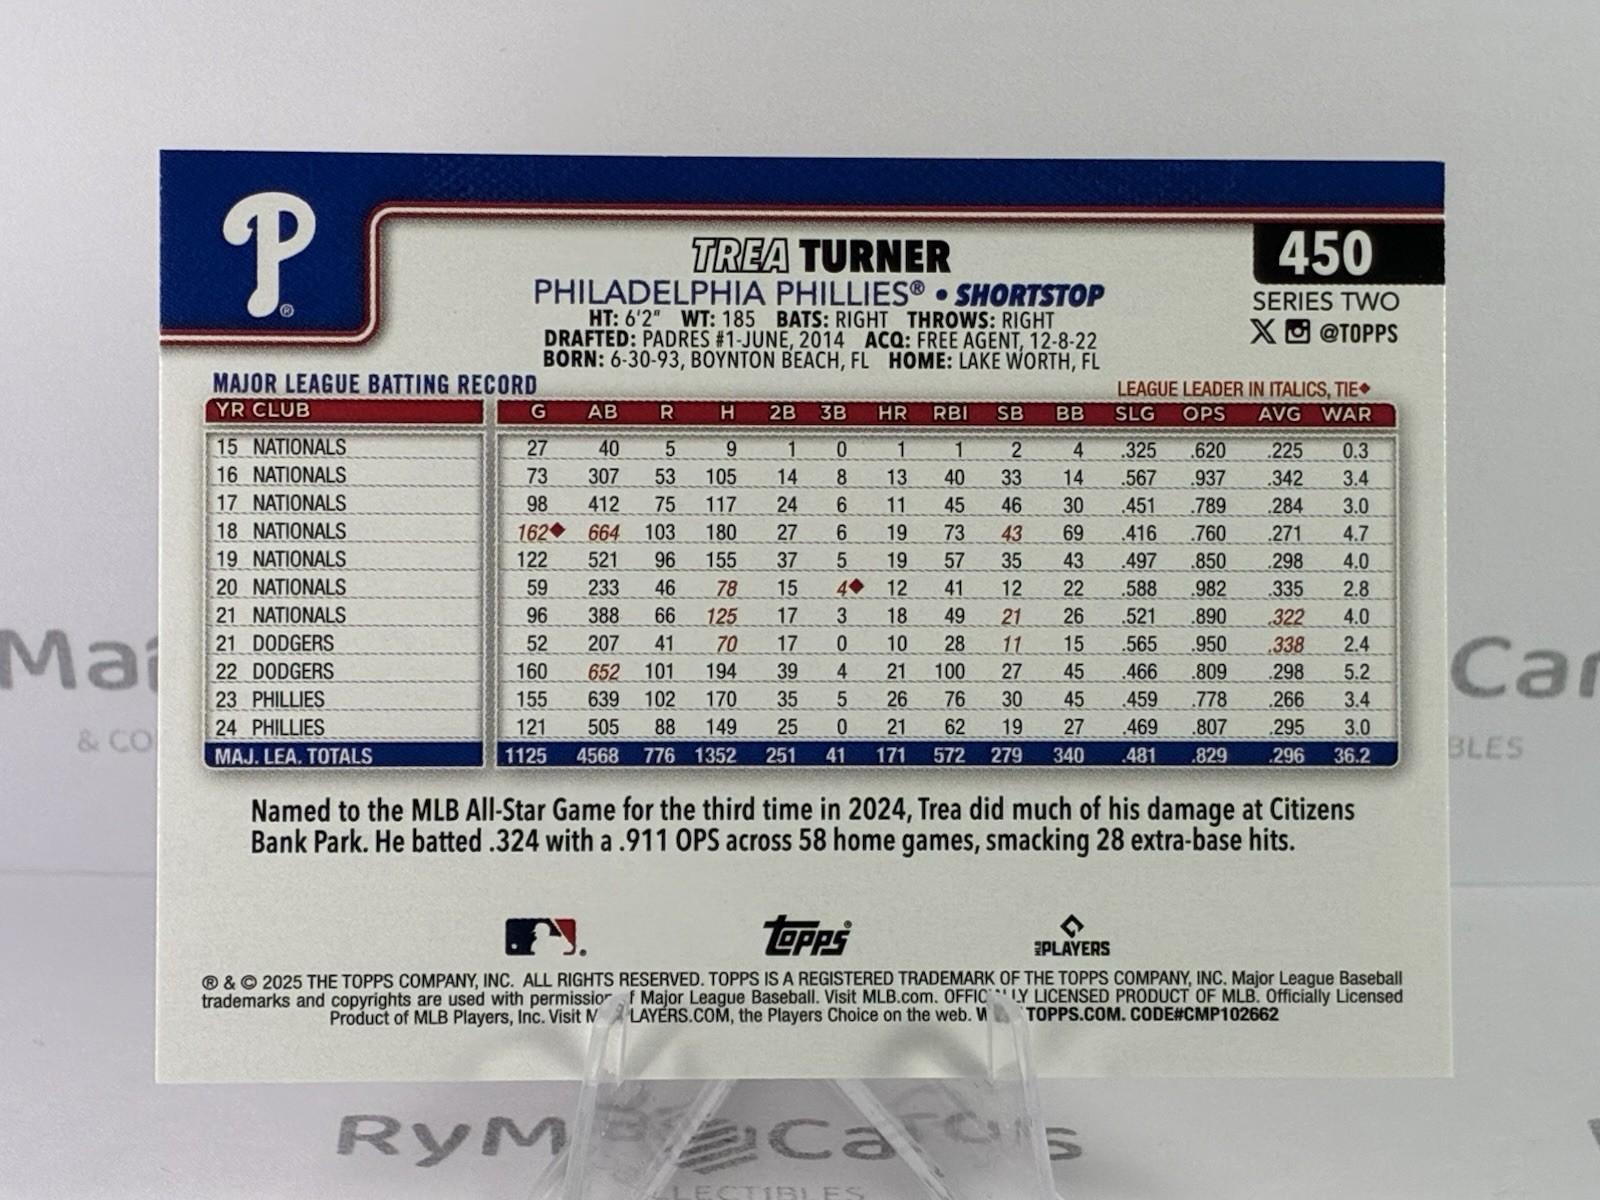 P®
TREA TURNER
450
PHILADELPHIA PHILLIES® • SHORTSTOP
SERIES TWO
HT: 6'2" WT: 185 BATS: RIGHT THROWS: RIGHT
X @TOPPS
DRAFTED: PADRES #1-JUNE, 2014 ACQ: FREE AGENT, 12-8-22
BORN: 6-30-93, BOYNTON BEACH, FL HOME: LAKE WORTH, FL
MAJOR LEAGUE BATTING RECORD
LEAGUE LEADER IN ITALICS, TIE◆
YR CLUB G AB R H 2B 3B HR RBI SB BB SLG OPS AVG WAR
15 NATIONALS 27 40 5 9 1 0 1 1 2 4 .325 .620 .225 0.3
16 NATIONALS 73 307 53 105 14 8 13 40 33 14 .567 .937 .342 3.4
17 NATIONALS 98 412 75 117 24 6 11 45 46 30 .451 .789 .284 3.0
18 NATIONALS 162◆ 664 103 180 27 6 19 73 43 69 .416 .760 .271 4.7
19 NATIONALS 122 521 96 155 37 5 19 57 35 43 .497 .850 .298 4.0
20 NATIONALS 59 233 46 78 15 4◆ 12 41 12 22 .588 .982 .335 2.8
21 NATIONALS 96 388 66 125 17 3 18 49 21 26 .521 .890 .322 4.0
21 DODGERS 52 207 41 70 17 0 10 28 11 15 .565 .950 .338 2.4
22 DODGERS 160 652 101 194 39 4 21 100 27 45 .466 .809 .298 5.2
23 PHILLIES 155 639 102 170 35 5 26 76 30 45 .459 .778 .266 3.4
24 PHILLIES 121 505 88 149 25 0 21 62 19 27 .469 .807 .295 3.0
MAJ. LEA. TOTALS 1125 4568 776 1352 251 41 171 572 279 340 .481 .829 .296 36.2
Named to the MLB All-Star Game for the third time in 2024, Trea did much of his damage at Citizens
Bank Park. He batted .324 with a .911 OPS across 58 home games, smacking 28 extra-base hits.
Topps®
MLB PLAYERS
® & © 2025 THE TOPPS COMPANY, INC. ALL RIGHTS RESERVED. TOPPS IS A REGISTERED TRADEMARK OF THE TOPPS COMPANY, INC. Major League Baseball
trademarks and copyrights are used with permission of Major League Baseball. Visit MLB.com. OFFICIALLY LICENSED PRODUCT OF MLB. Officially Licensed
Product of MLB Players, Inc. Visit LAYERS.COM, the Players Choice on the web. TOPPS.COM. CODE#CMP102662
RyM Cards